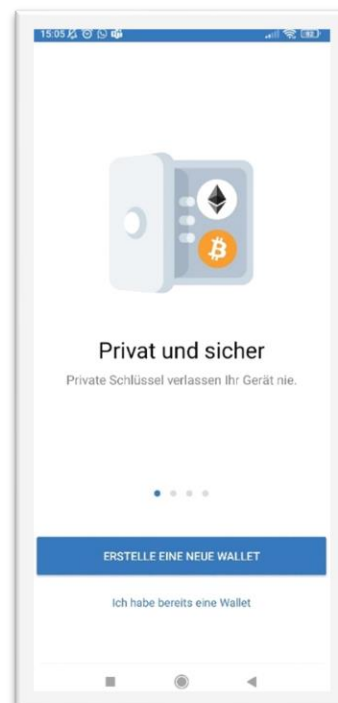 15:05
82
Privat und sicher
Private Schlüssel verlassen Ihr Gerät nie.
ERSTELLE EINE NEUE WALLET
Ich habe bereits eine Wallet